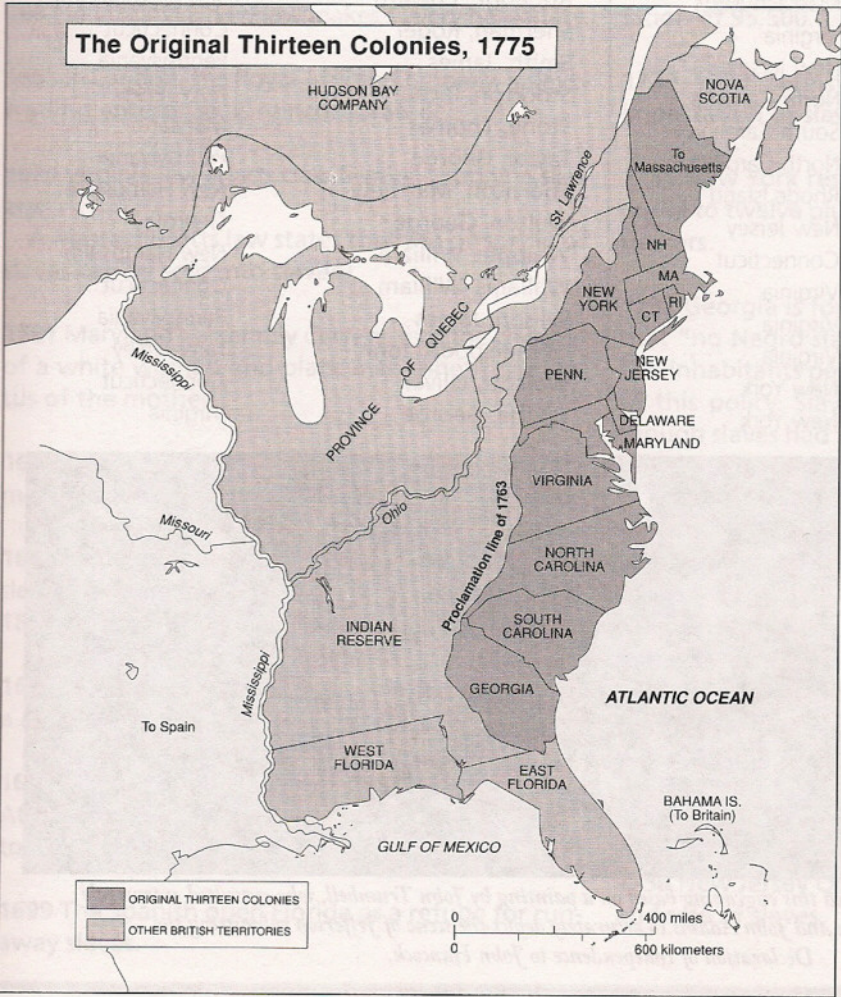 The Original Thirteen Colonies, 1775
HUDSON BAY
COMPANY
NOVA
SCOTIA
To
Massachusetts
St. Lawrence
NH
MA
NEW
YORK
RI
CT
PROVINCE OF QUEBEC
Mississippi
PENN.
NEW
JERSEY
DELAWARE
MARYLAND
VIRGINIA
Ohio
Missouri
Proclamation line of 1763
NORTH
CAROLINA
INDIAN
RESERVE
SOUTH
CAROLINA
Mississippi
GEORGIA
ATLANTIC OCEAN
To Spain
WEST
FLORIDA
EAST
FLORIDA
BAHAMA IS.
(To Britain)
GULF OF MEXICO
ORIGINAL THIRTEEN COLONIES
OTHER BRITISH TERRITORIES
0 400 miles
0 600 kilometers